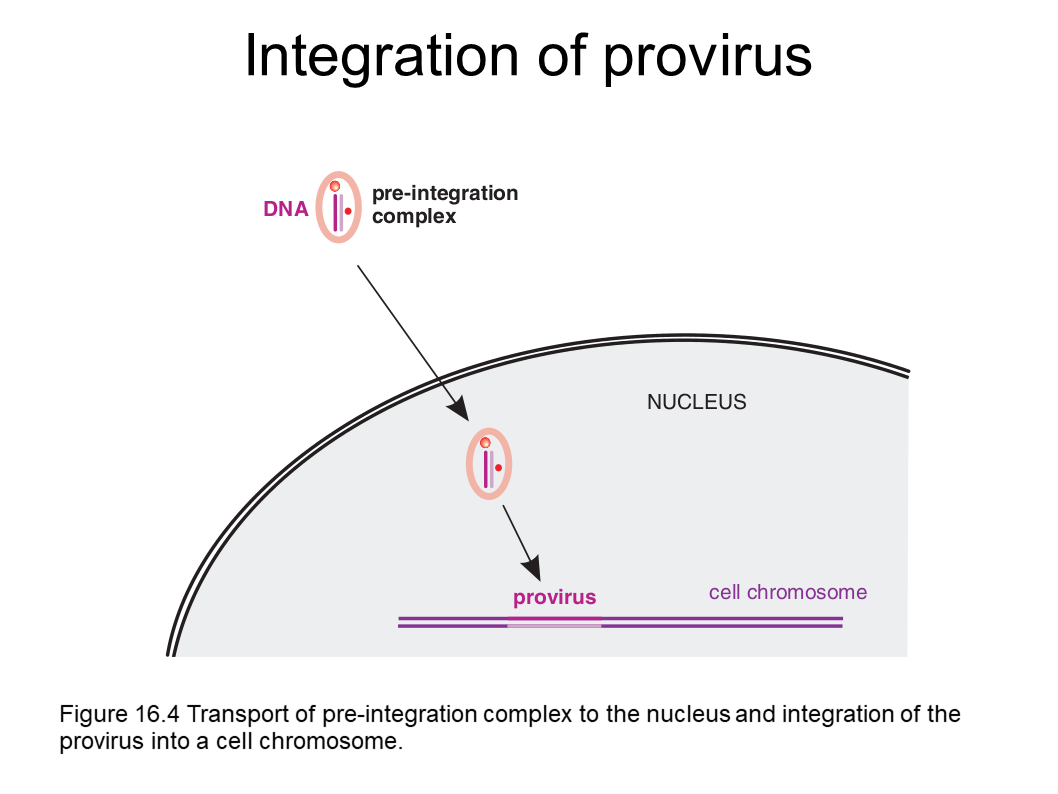 Integration of provirus
DNA
pre-integration
complex
NUCLEUS
provirus
cell chromosome
Figure 16.4 Transport of pre-integration complex to the nucleus and integration of the
provirus into a cell chromosome.